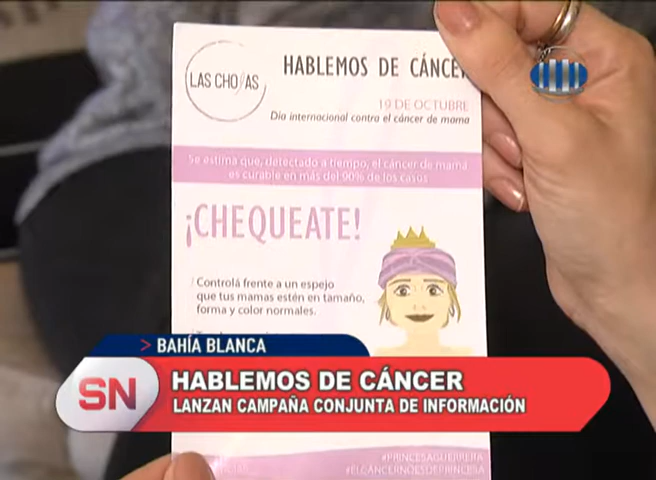 HABLEMOS DE CÁNCER
LAS CHOJAS
19 DE OCTUBRE
Dia internacional contra el cáncer de mama
Se estima que, detectado a tiempo, el cáncer de mama
es curable en más del 90% de los casos
¡CHEQUEATE!
Controlá frente a un espejo
que tus mamas estén en tamaño,
forma y color normales.
> BAHÍA BLANCA
SN
HABLEMOS DE CÁNCER
LANZAN CAMPAÑA CONJUNTA DE INFORMACIÓN
#PRINCESAGUERRERA
#ELCANCERNOESDEPRINCESA